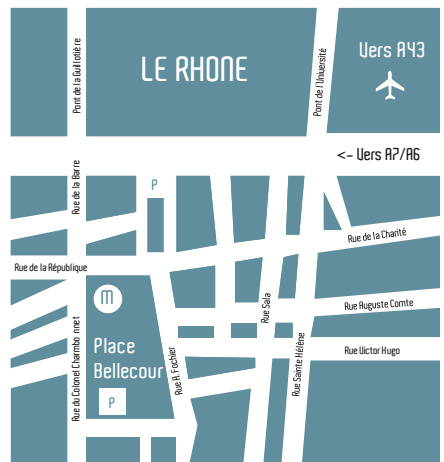 Pont de la Guillotière
LE RHONE
Pont de l'Université
Vers A43
<- Vers A7/A6
Rue de la Barre
P
Rue de la Charité
Rue de la République
M
Rue Sala
Rue Auguste Comte
Rue du Colonel Chambonnet
Place
Bellecour
P
Rue A. Fochier
Rue Sainte Hélène
Rue Victor Hugo